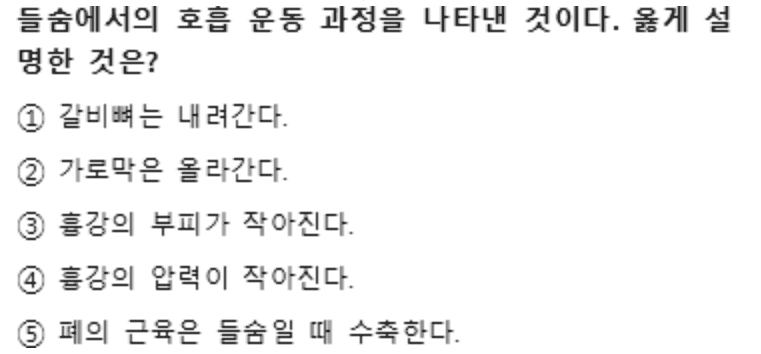 들숨에서의 호흡 운동 과정을 나타낸 것이다. 옳게 설
명한 것은?
① 갈비뼈는 내려간다.
② 가로막은 올라간다.
③ 흉강의 부피가 작아진다.
④ 흉강의 압력이 작아진다.
⑤ 폐의 근육은 들숨일 때 수축한다.